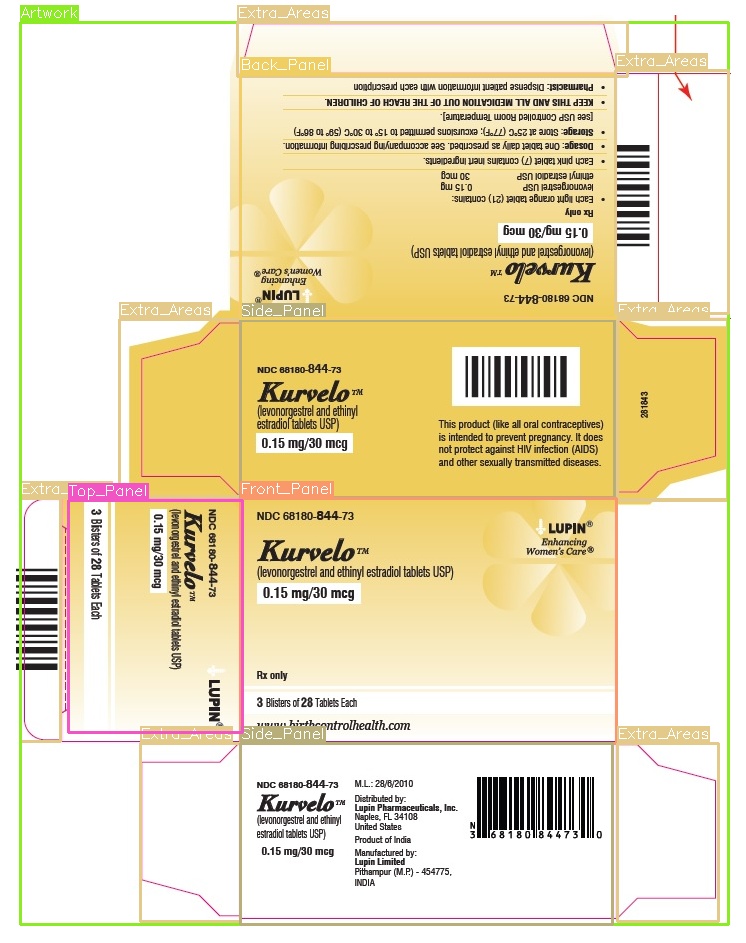 Artwork
Extra_Areas
Extra_Areas
Back_Panel
NDC 68180-844-73
Kurvelo™
(levonorgestrel and ethinyl estradiol tablets USP)
0.15 mg/30 mcg
LUPIN®
Enhancing
Women's Care®
Rx only
• Each light orange tablet (21) contains:
levonorgestrel USP 0.15 mg
ethinyl estradiol USP 30 mcg
• Each pink tablet (7) contains inert ingredients.
• Dosage: One tablet daily as prescribed. See accompanying prescribing information.
• Storage: Store at 25°C (77°F); excursions permitted to 15° to 30°C (59° to 86°F)
[see USP Controlled Room Temperature].
• KEEP THIS AND ALL MEDICATION OUT OF THE REACH OF CHILDREN.
• Pharmacist: Dispense patient information with each prescription
Extra_Areas
Side_Panel
Extra_Areas
NDC 68180-844-73
Kurvelo™
(levonorgestrel and ethinyl
estradiol tablets USP)
0.15 mg/30 mcg
This product (like all oral contraceptives)
is intended to prevent pregnancy. It does
not protect against HIV infection (AIDS)
and other sexually transmitted diseases.
281843
Extra
Top_Panel
NDC 68180-844-73
Kurvelo™
(levonorgestrel and ethinyl estradiol tablets USP)
0.15 mg/30 mcg
3 Blisters of 28 Tablets Each
LUPIN®
Front_Panel
NDC 68180-844-73
Kurvelo™
(levonorgestrel and ethinyl estradiol tablets USP)
0.15 mg/30 mcg
LUPIN®
Enhancing
Women's Care®
Rx only
3 Blisters of 28 Tablets Each
www.birthcontrolhealth.com
Extra_Areas
Side_Panel
Extra_Areas
NDC 68180-844-73
Kurvelo™
(levonorgestrel and ethinyl
estradiol tablets USP)
0.15 mg/30 mcg
M.L.: 28/6/2010
Distributed by:
Lupin Pharmaceuticals, Inc.
Naples, FL 34108
United States
Product of India
Manufactured by:
Lupin Limited
Pithampur (M.P.) - 454775,
INDIA
N
3 68180 84473 0